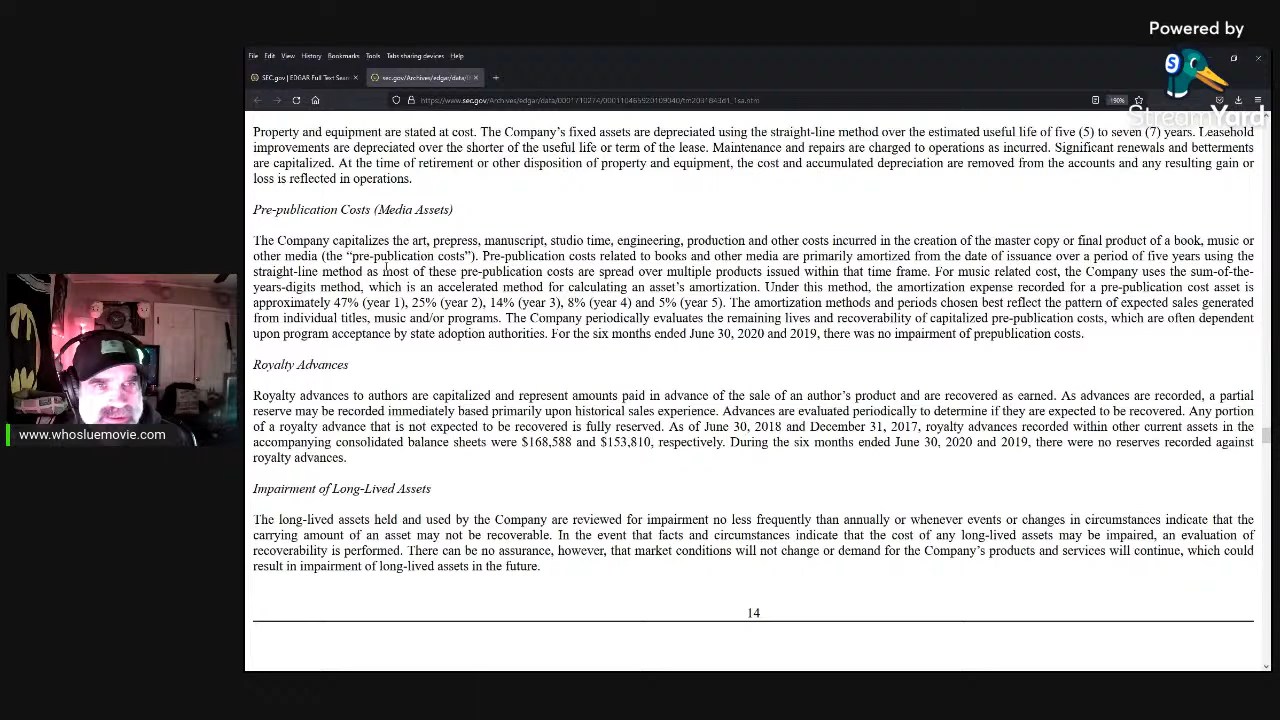 Powered by
StreamYard
File Edit View History Bookmarks Tools Tabs sharing devices Help
SEC.gov | EDGAR Full Text Sear
sec.gov/Archives/edgar/data/
190%
Property and equipment are stated at cost. The Company's fixed assets are depreciated using the straight-line method over the estimated useful life of five (5) to seven (7) years. Leasehold
improvements are depreciated over the shorter of the useful life or term of the lease. Maintenance and repairs are charged to operations as incurred. Significant renewals and betterments
are capitalized. At the time of retirement or other disposition of property and equipment, the cost and accumulated depreciation are removed from the accounts and any resulting gain or
loss is reflected in operations.
Pre-publication Costs (Media Assets)
The Company capitalizes the art, prepress, manuscript, studio time, engineering, production and other costs incurred in the creation of the master copy or final product of a book, music or
other media (the “pre-publication costs”). Pre-publication costs related to books and other media are primarily amortized from the date of issuance over a period of five years using the
straight-line method as most of these pre-publication costs are spread over multiple products issued within that time frame. For music related cost, the Company uses the sum-of-the-
years-digits method, which is an accelerated method for calculating an asset's amortization. Under this method, the amortization expense recorded for a pre-publication cost asset is
approximately 47% (year 1), 25% (year 2), 14% (year 3), 8% (year 4) and 5% (year 5). The amortization methods and periods chosen best reflect the pattern of expected sales generated
from individual titles, music and/or programs. The Company periodically evaluates the remaining lives and recoverability of capitalized pre-publication costs, which are often dependent
upon program acceptance by state adoption authorities. For the six months ended June 30, 2020 and 2019, there was no impairment of prepublication costs.
Royalty Advances
Royalty advances to authors are capitalized and represent amounts paid in advance of the sale of an author's product and are recovered as earned. As advances are recorded, a partial
reserve may be recorded immediately based primarily upon historical sales experience. Advances are evaluated periodically to determine if they are expected to be recovered. Any portion
of a royalty advance that is not expected to be recovered is fully reserved. As of June 30, 2018 and December 31, 2017, royalty advances recorded within other current assets in the
accompanying consolidated balance sheets were $168,588 and $153,810, respectively. During the six months ended June 30, 2020 and 2019, there were no reserves recorded against
royalty advances.
www.whosluemovie.com
Impairment of Long-Lived Assets
The long-lived assets held and used by the Company are reviewed for impairment no less frequently than annually or whenever events or changes in circumstances indicate that the
carrying amount of an asset may not be recoverable. In the event that facts and circumstances indicate that the cost of any long-lived assets may be impaired, an evaluation of
recoverability is performed. There can be no assurance, however, that market conditions will not change or demand for the Company's products and services will continue, which could
result in impairment of long-lived assets in the future.
14